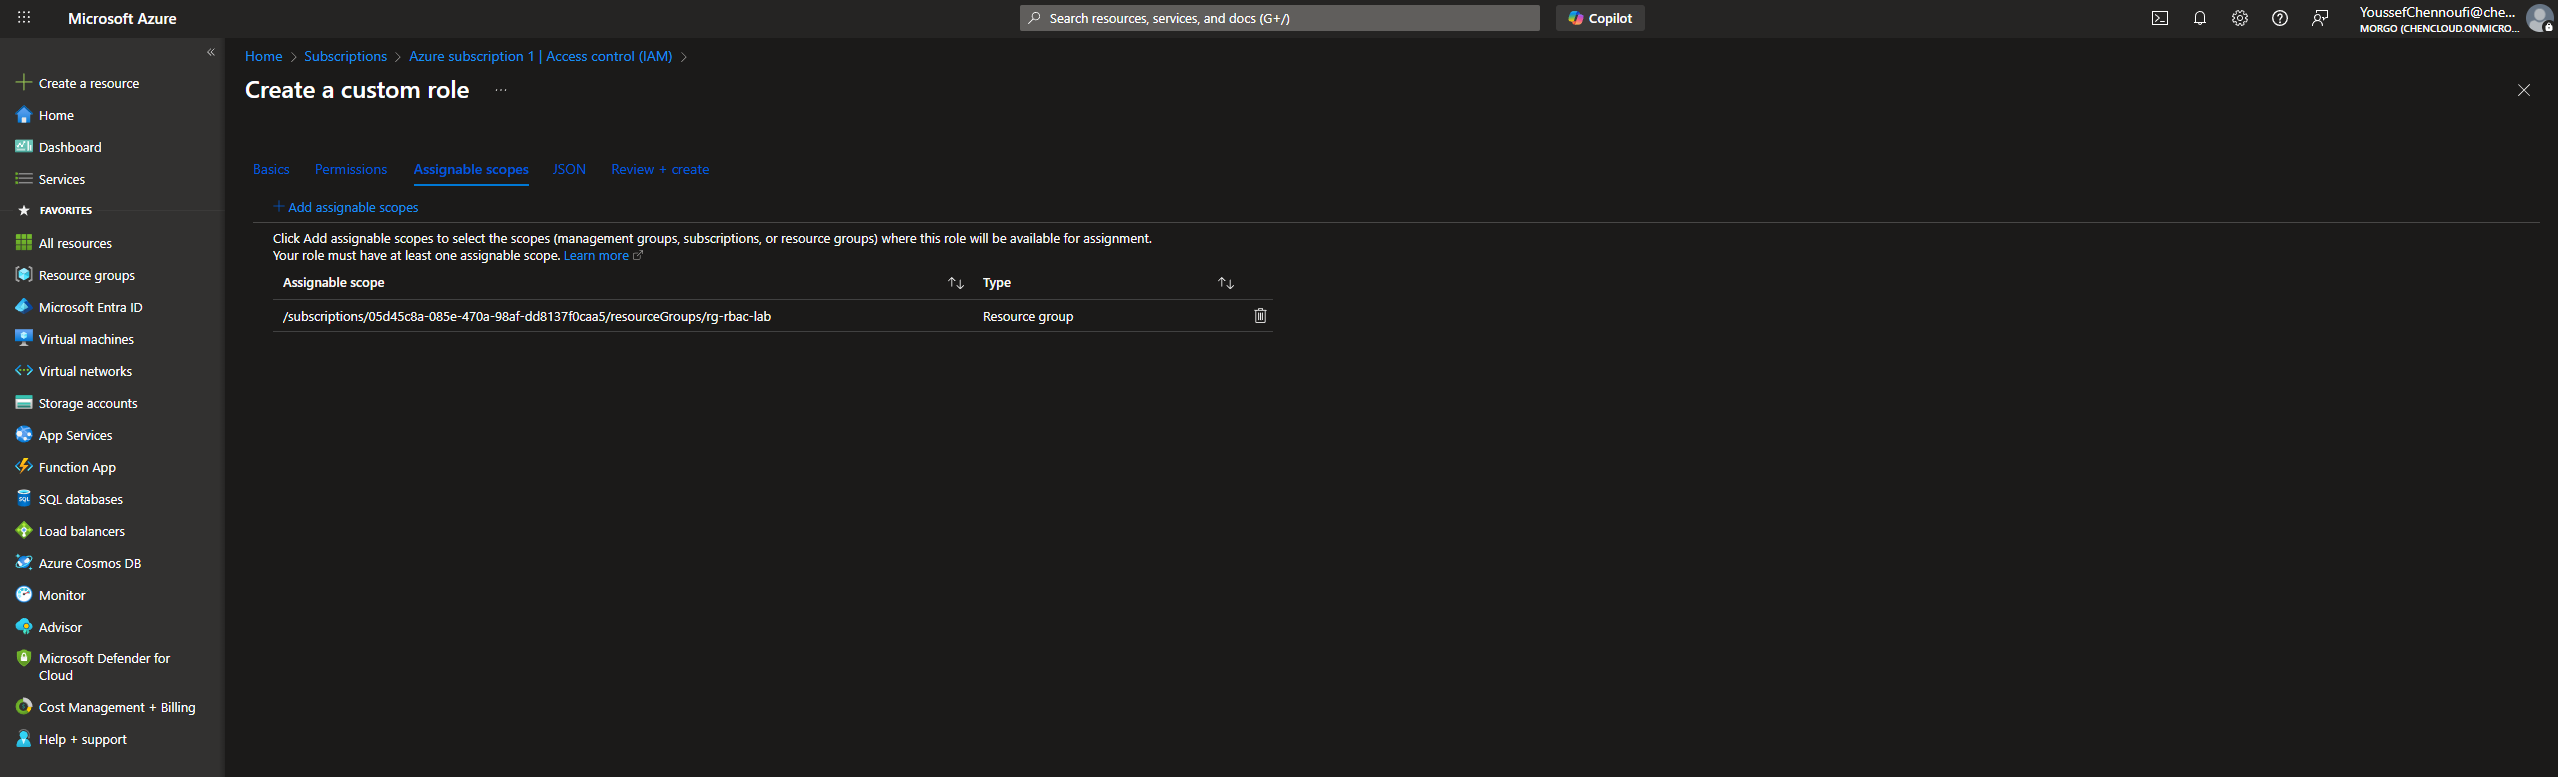 Microsoft Azure
Search resources, services, and docs (G+/)
Copilot
YoussefChennoufi@che...
MORGO (CHENCLOUD.ONMICRO...
Create a resource
Home
Dashboard
Services
FAVORITES
All resources
Resource groups
Microsoft Entra ID
Virtual machines
Virtual networks
Storage accounts
App Services
Function App
SQL databases
Load balancers
Azure Cosmos DB
Monitor
Advisor
Microsoft Defender for
Cloud
Cost Management + Billing
Help + support
Home > Subscriptions > Azure subscription 1 | Access control (IAM) >
Create a custom role ...
Basics Permissions Assignable scopes JSON Review + create
+ Add assignable scopes
Click Add assignable scopes to select the scopes (management groups, subscriptions, or resource groups) where this role will be available for assignment.
Your role must have at least one assignable scope. Learn more
Assignable scope Type
/subscriptions/05d45c8a-085e-470a-98af-dd8137f0caa5/resourceGroups/rg-rbac-lab Resource group